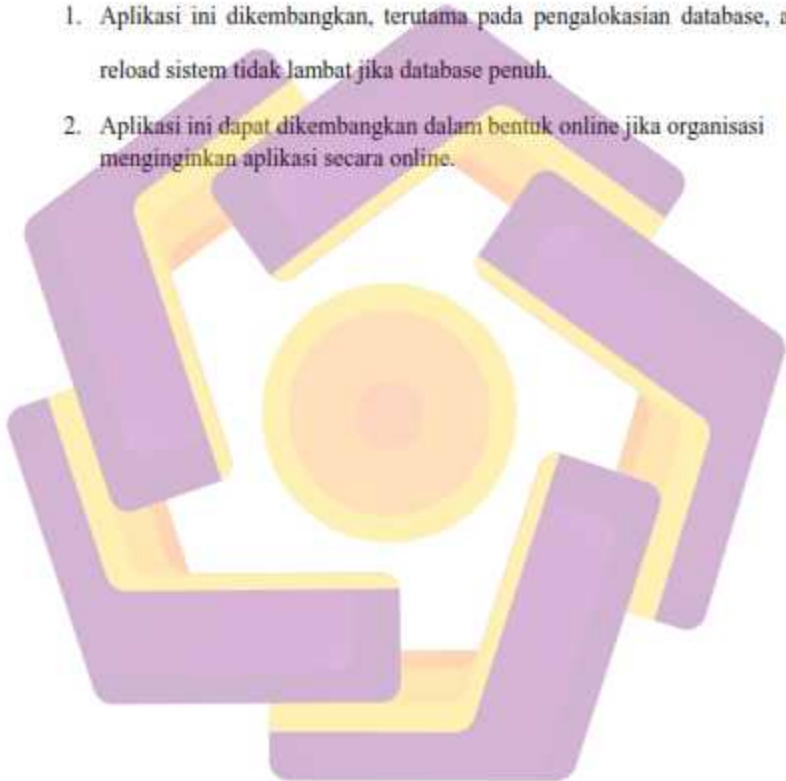 1. Aplikasi ini dikembangkan, terutama pada pengalokasian database, a
reload sistem tidak lambat jika database penuh.
2. Aplikasi ini dapat dikembangkan dalam bentuk online jika organisasi
menginginkan aplikasi secara online.